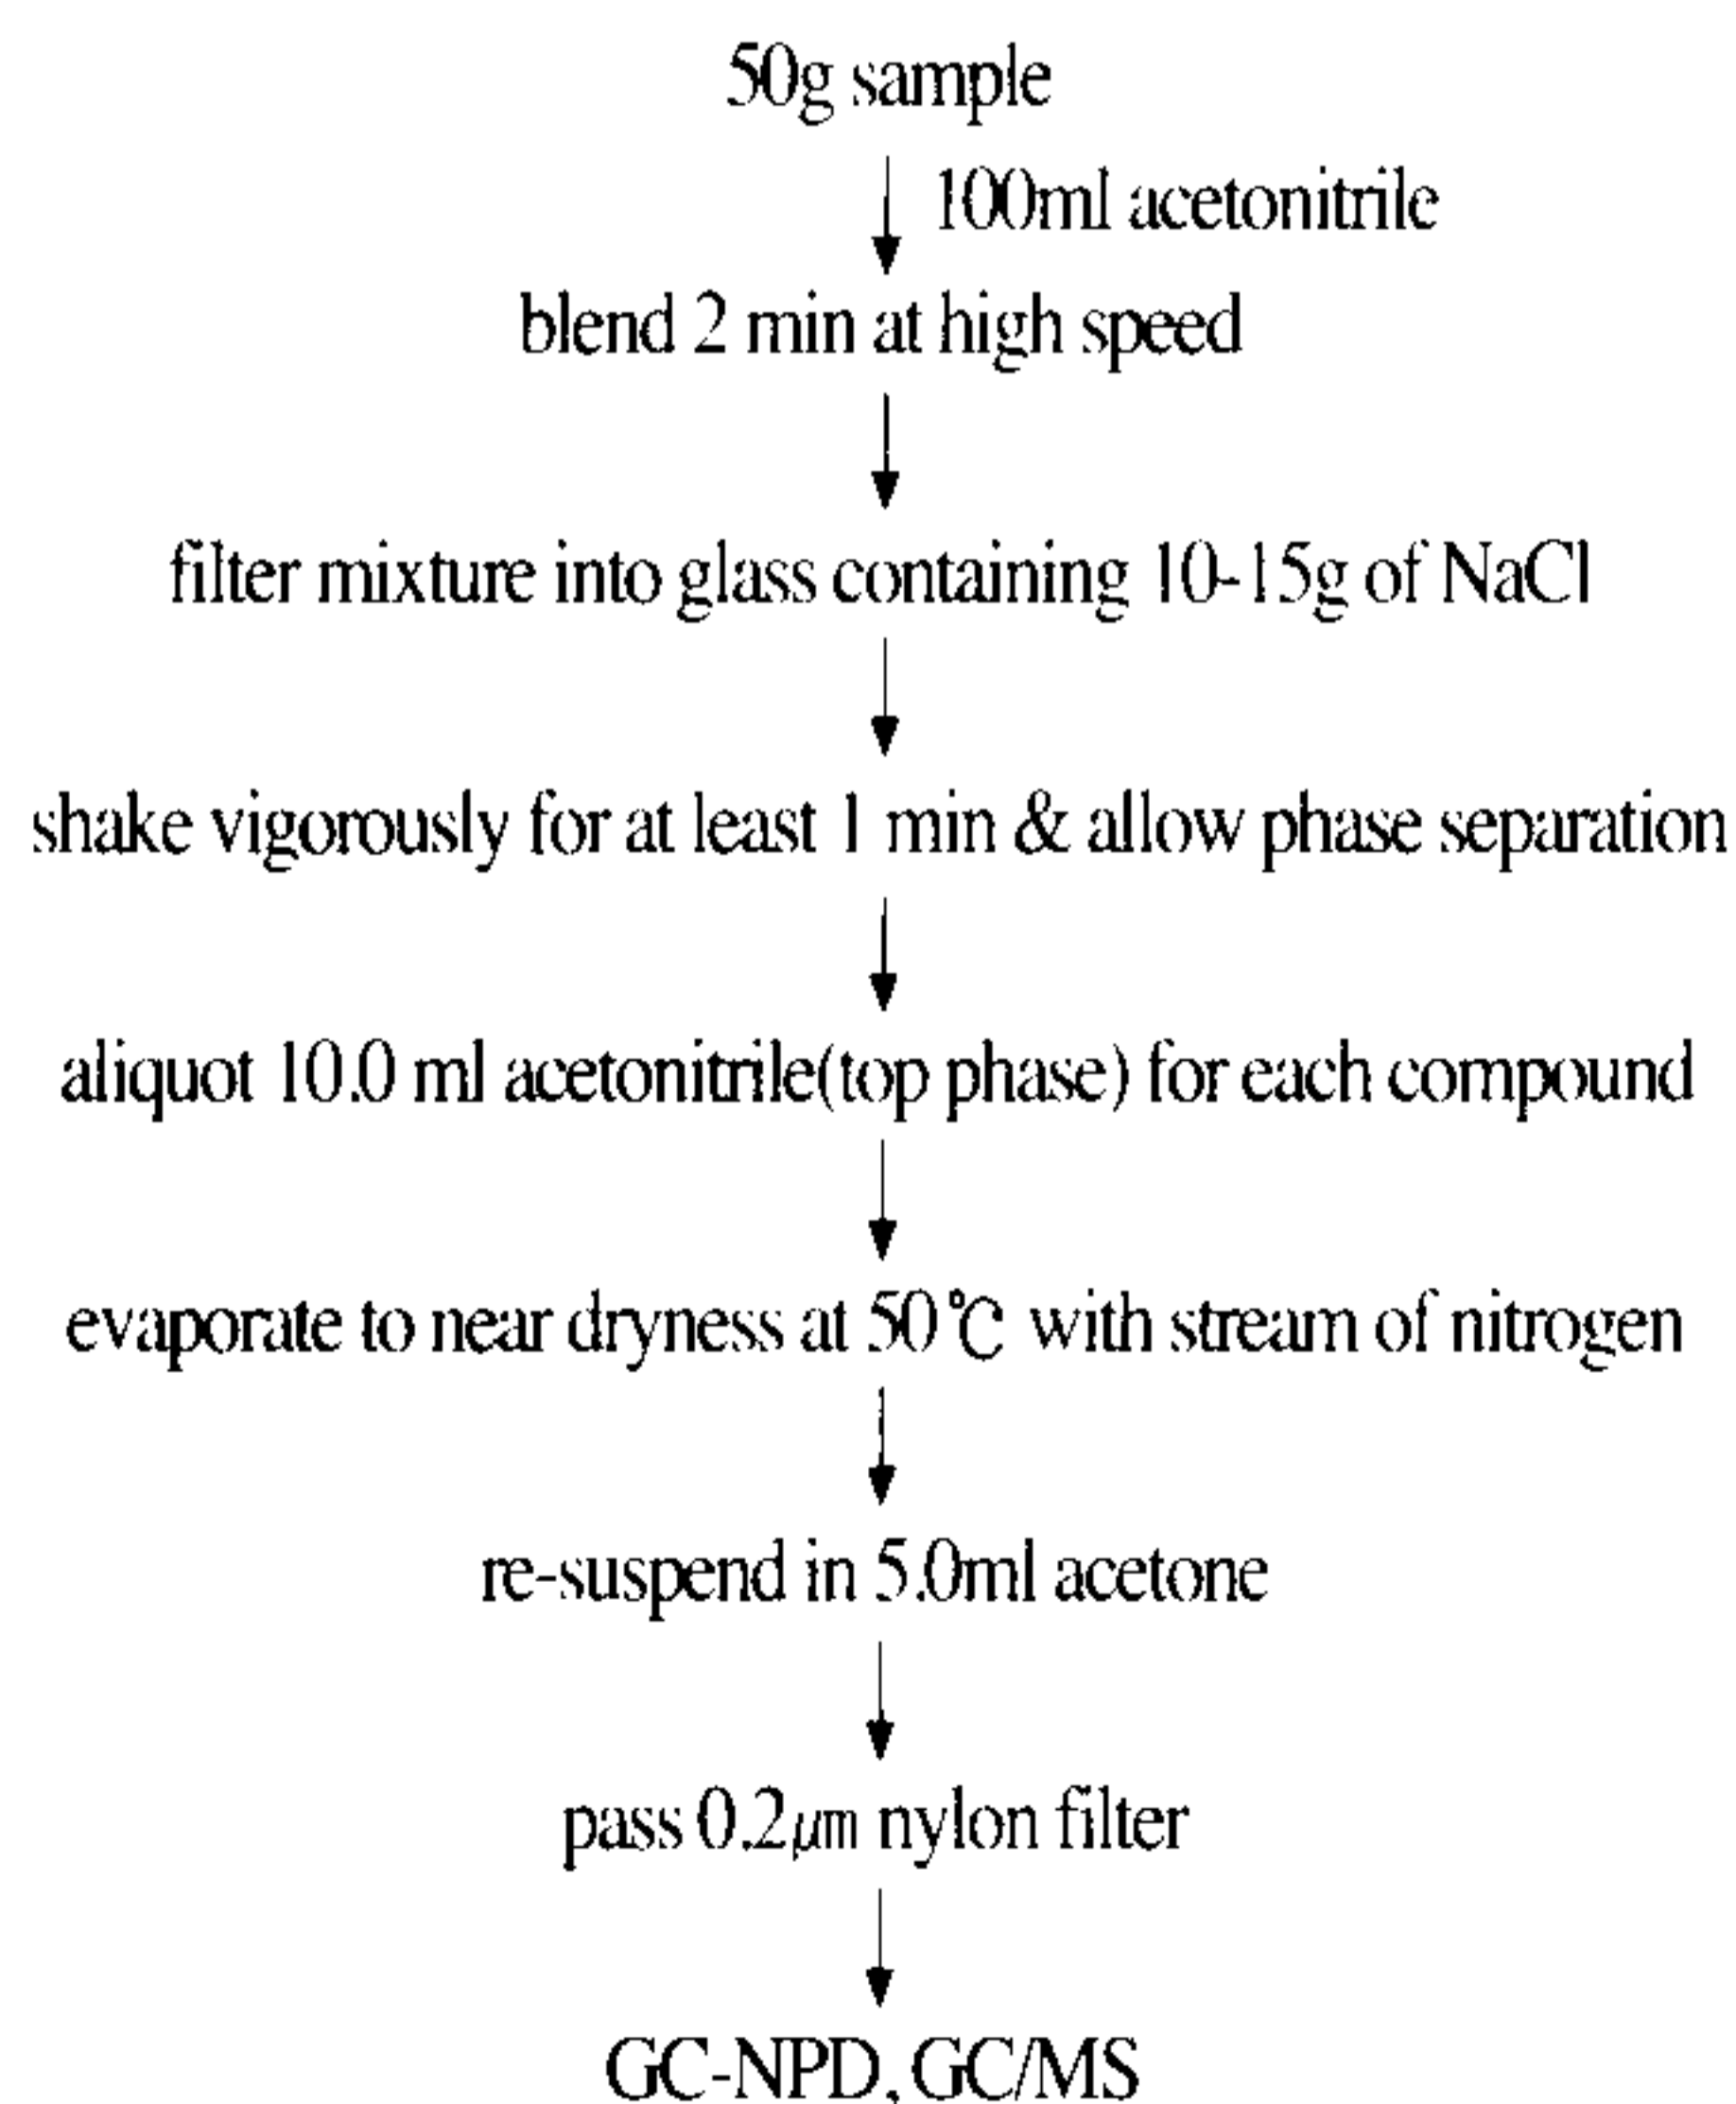 50g sample
100ml acetonitrile
blend 2 min at high speed
filter mixture into glass containing 10-15g of NaCl
shake vigorously for at least 1 min & allow phase separation
aliquot 10.0 ml acetonitrile(top phase) for each compound
evaporate to near dryness at 50℃ with stream of nitrogen
re-suspend in 5.0ml acetone
pass 0.2㎛ nylon filter
GC-NPD, GC/MS